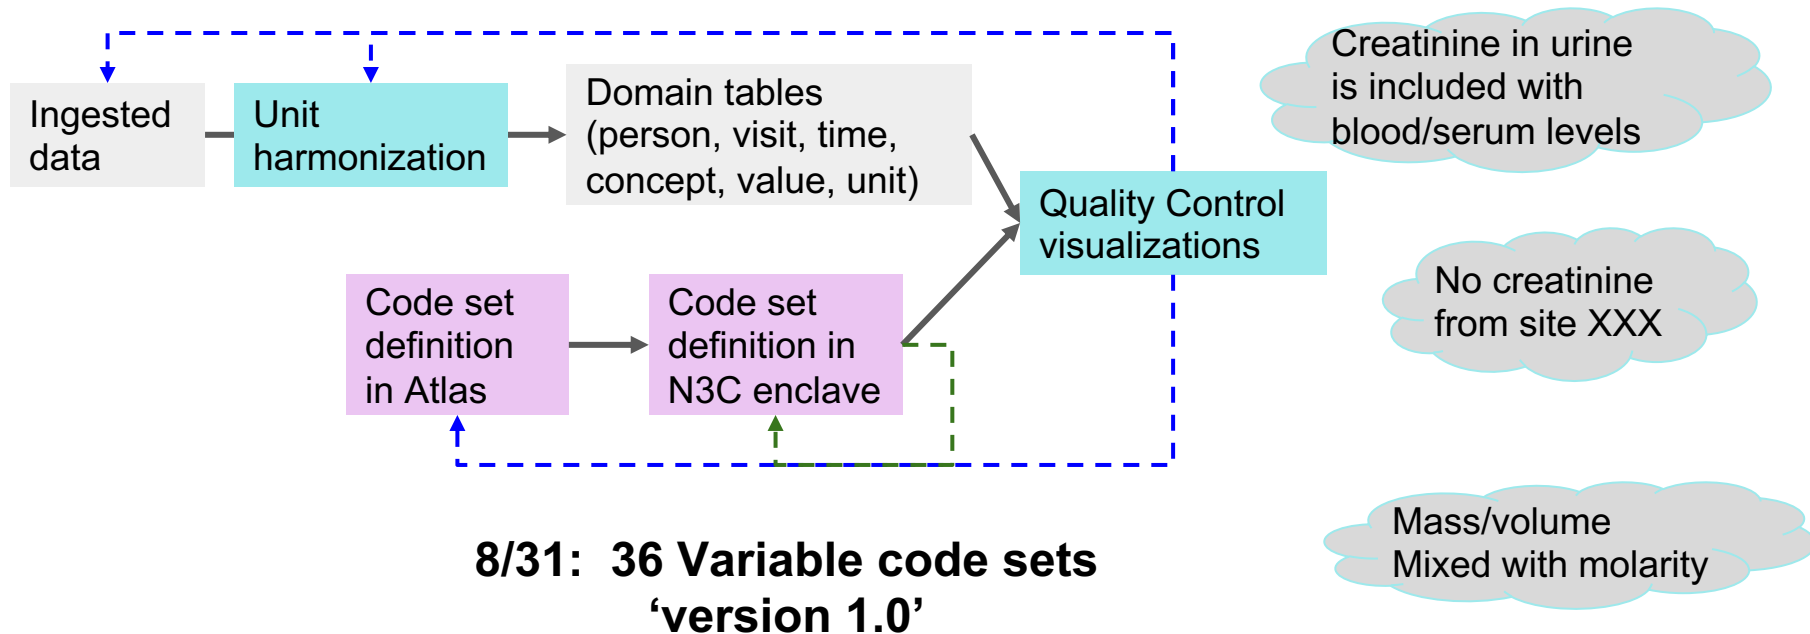 Ingested
data
Unit
harmonization
Domain tables
(person, visit, time,
concept, value, unit)
Quality Control
visualizations
Code set
definition
in Atlas
Code set
definition in
N3C enclave
Creatinine in urine
is included with
blood/serum levels
No creatinine
from site XXX
Mass/volume
Mixed with molarity
8/31:  36 Variable code sets
‘version 1.0’